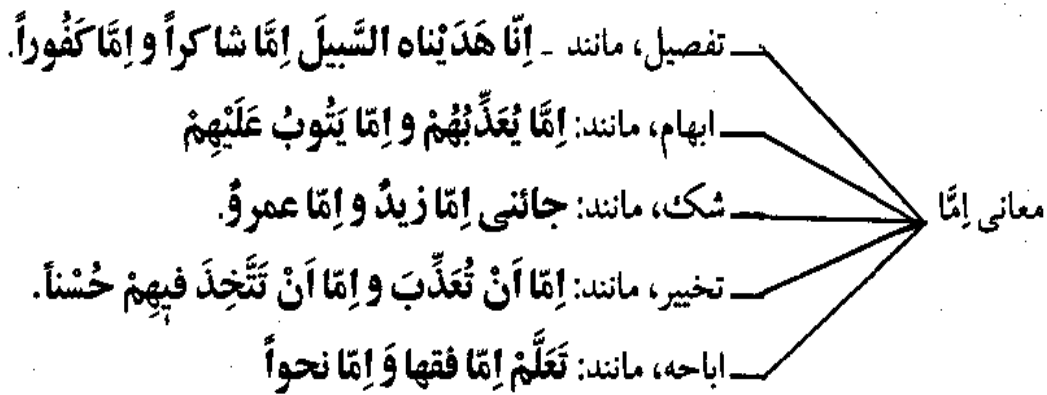 تفصیل، مانند - اِنّا هَدَیْناه السَّبیلَ اِمَّا شاکراً و اِمَّا کَفُوراً.
ابهام، مانند: اِمَّا یُعَذِّبُهُمْ و اِمّا یَتُوبُ عَلَیْهِمْ
معانی اِمَّا
شک، مانند: جائنی اِمّا زیدٌ و اِمّا عمروٌ.
تخییر، مانند: اِمّا اَنْ تُعَذِّبَ و اِمّا اَنْ تَتَّخِذَ فیهِمْ حُسْناً.
اباحه، مانند: تَعَلَّمْ اِمّا فقها وَ اِمّا نحواً